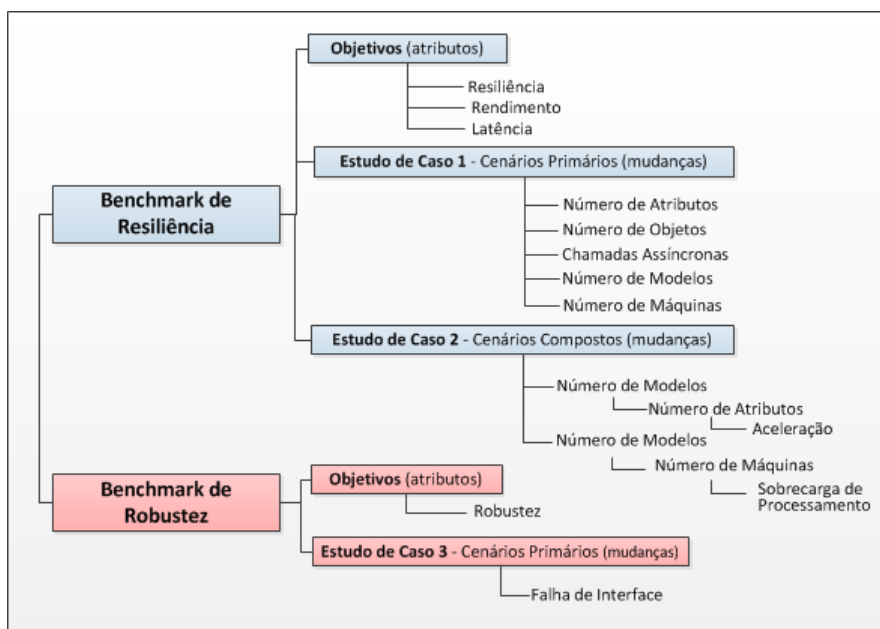 Objetivos (atributos)
Resiliência
Rendimento
Latência
Estudo de Caso 1 - Cenários Primários (mudanças)
Benchmark de
Resiliência
Número de Atributos
Número de Objetos
Chamadas Assíncronas
Número de Modelos
Número de Máquinas
Estudo de Caso 2 - Cenários Compostos (mudanças)
Número de Modelos
Número de Atributos
Aceleração
Número de Modelos
Número de Máquinas
Sobrecarga de
Processamento
Benchmark de
Robustez
Objetivos (atributos)
Robustez
Estudo de Caso 3 - Cenários Primários (mudanças)
Falha de Interface